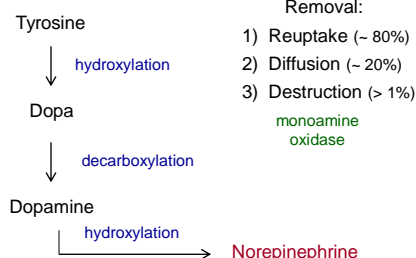 Tyrosine
hydroxylation
Dopa
decarboxylation
Dopamine
hydroxylation
Norepinephrine
Removal:
1) Reuptake (~ 80%)
2) Diffusion (~ 20%)
3) Destruction (> 1%)
monoamine
oxidase